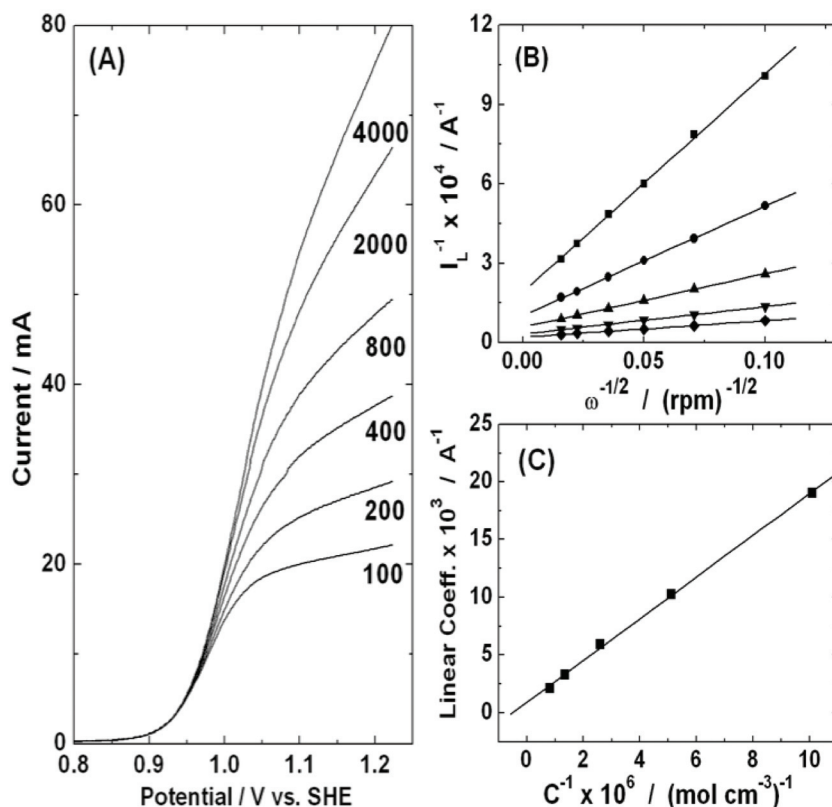 (A)
80
60
40
20
0
Current / mA
4000
2000
800
400
200
100
0.8 0.9 1.0 1.1 1.2
Potential / V vs. SHE
(B)
12
9
6
3
0
I_L^-1 x 10^4 / A^-1
0.00 0.05 0.10
ω^-1/2 / (rpm)^-1/2
(C)
25
20
15
10
5
0
Linear Coeff. x 10^3 / A^-1
0 2 4 6 8 10
C^-1 x 10^6 / (mol cm^-3)^-1